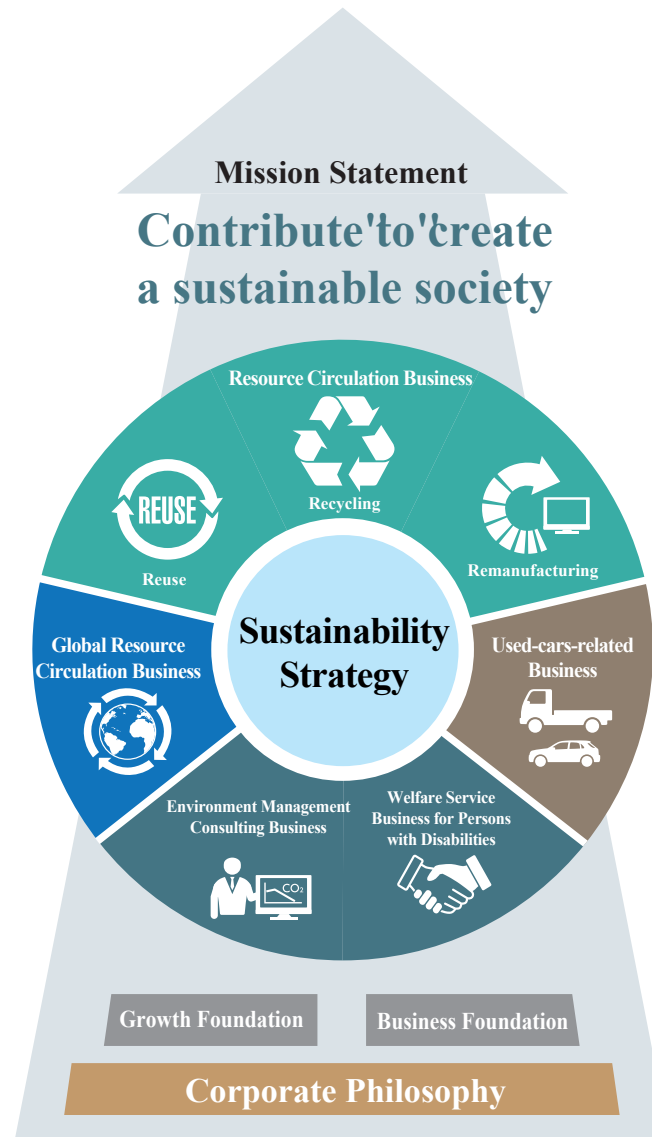 Mission Statement
Contribute "to" create
a sustainable society
Resource Circulation Business
Recycling
REUSE
Reuse
Remanufacturing
Global Resource
Circulation Business
Sustainability
Strategy
Used-cars-related
Business
Environment Management
Consulting Business
CO₂
Welfare Service
Business for Persons
with Disabilities
Growth Foundation
Business Foundation
Corporate Philosophy